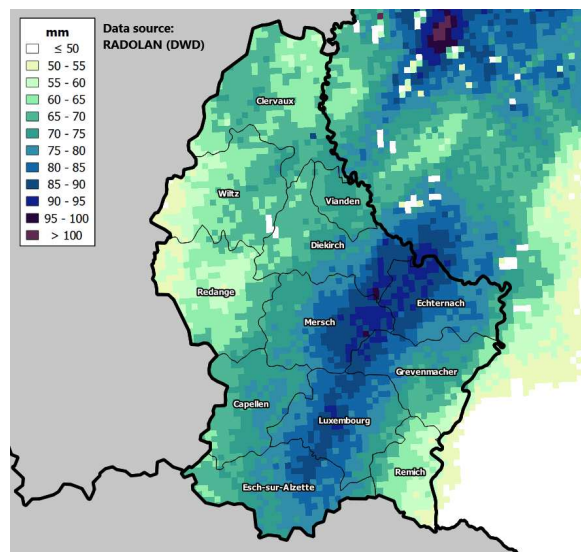 mm
≤ 50
50 - 55
55 - 60
60 - 65
65 - 70
70 - 75
75 - 80
80 - 85
85 - 90
90 - 95
95 - 100
> 100
Data source:
RADOLAN (DWD)
Clervaux
Wiltz
Vianden
Diekirch
Redange
Mersch
Echternach
Grevenmacher
Capellen
Luxembourg
Remich
Esch-sur-Alzette